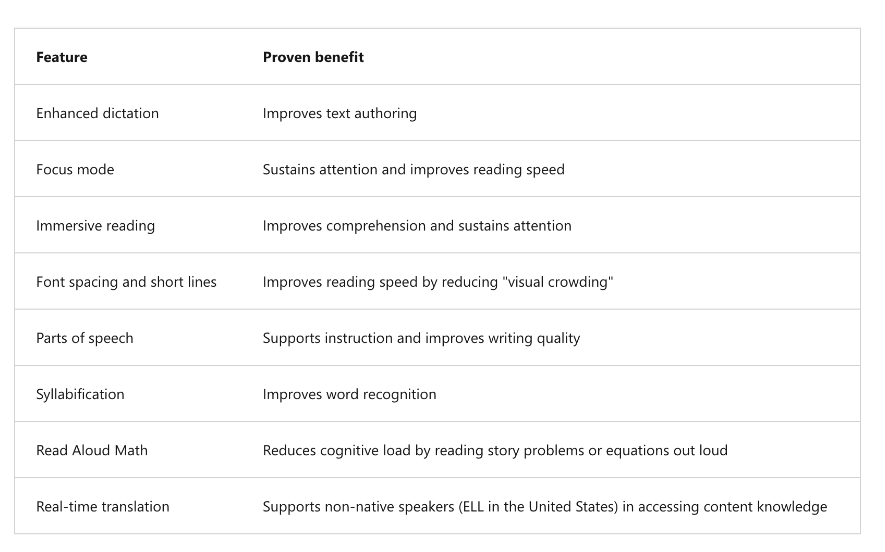 Feature Proven benefit
Enhanced dictation Improves text authoring
Focus mode Sustains attention and improves reading speed
Immersive reading Improves comprehension and sustains attention
Font spacing and short lines Improves reading speed by reducing "visual crowding"
Parts of speech Supports instruction and improves writing quality
Syllabification Improves word recognition
Read Aloud Math Reduces cognitive load by reading story problems or equations out loud
Real-time translation Supports non-native speakers (ELL in the United States) in accessing content knowledge